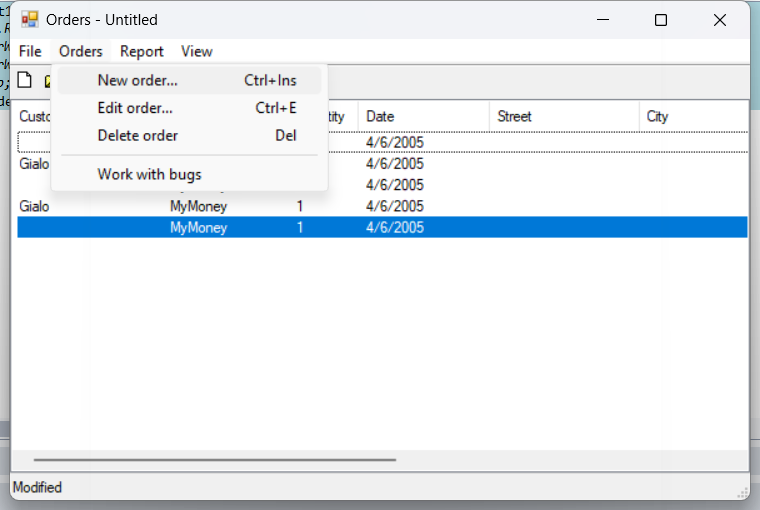 Orders - Untitled
File Orders Report View
New order... Ctrl+Ins
Edit order... Ctrl+E
Delete order Del
Work with bugs
Date Street City
4/6/2005
Gialo 4/6/2005
4/6/2005
Gialo MyMoney 1 4/6/2005
MyMoney 1 4/6/2005
Modified